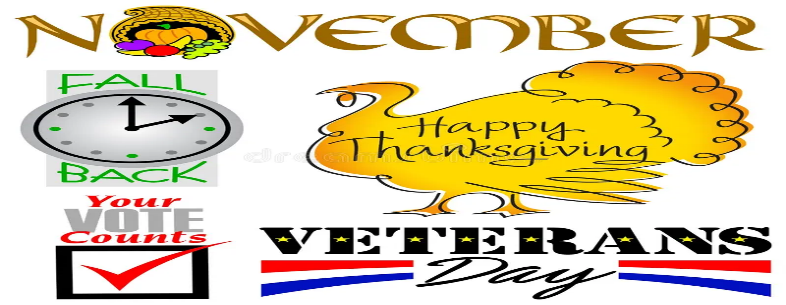 NOVEMBER
FALL
BACK
Happy
Thanksgiving
Your
VOTE
Counts
VETERANS
Day